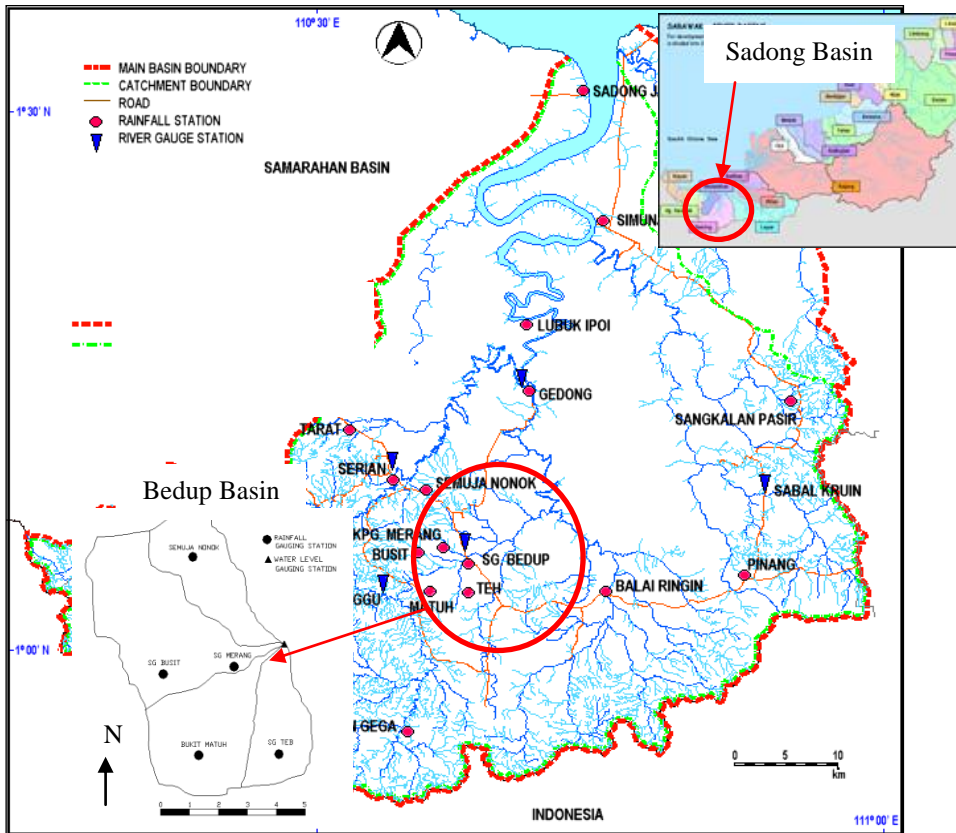 110° 30' E
1° 30' N
MAIN BASIN BOUNDARY
CATCHMENT BOUNDARY
ROAD
RAINFALL STATION
RIVER GAUGE STATION
SAMARAHAN BASIN
Sadong Basin
SADONG JA
SIMUNJ
LUBUK IPOI
GEDONG
SANGKALAN PASIR
TARAT
SERIAN
SEMUJA NONOK
SABAL KRUIN
KPG. MERANG
BUSIT
SG. BEDUP
PINANG
GGU
MATUH
TEH
BALAI RINGIN
1° 00' N
N GEGA
0 5 10
km
INDONESIA
111° 00' E
Bedup Basin
SEMUJA NONOK
RAINFALL
GAUGING STATION
WATER LEVEL
GAUGING STATION
SG BUSIT
SG MERANG
BUKIT MATUH
SG TEB
N
0 1 2 3 4 5